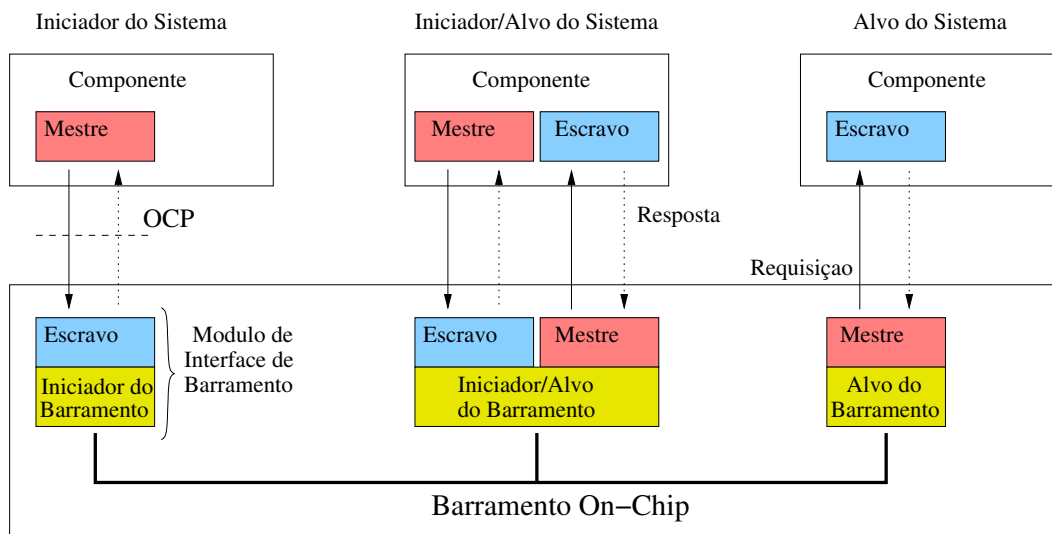 Iniciador do Sistema
Iniciador/Alvo do Sistema
Alvo do Sistema
Componente
Componente
Componente
Mestre
Mestre
Escravo
Escravo
OCP
Resposta
Requisiçao
Escravo
Iniciador do
Barramento
Modulo de
Interface de
Barramento
Escravo
Mestre
Iniciador/Alvo
do Barramento
Mestre
Alvo do
Barramento
Barramento On−Chip